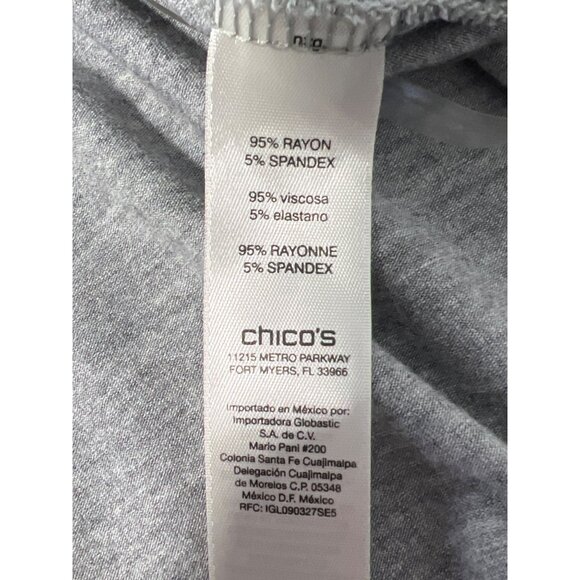 95% RAYON
5% SPANDEX
95% viscosa
5% elastano
95% RAYONNE
5% SPANDEX
chico's
11215 METRO PARKWAY
FORT MYERS, FL 33966
Importado en México por:
Importadora Globastic
S.A. de C.V.
Mario Pani #200
Colonia Santa Fe Cuajimalpa
Delegación Cuajimalpa
de Morelos C.P. 05348
México D.F. México
RFC: IGL090327SE5